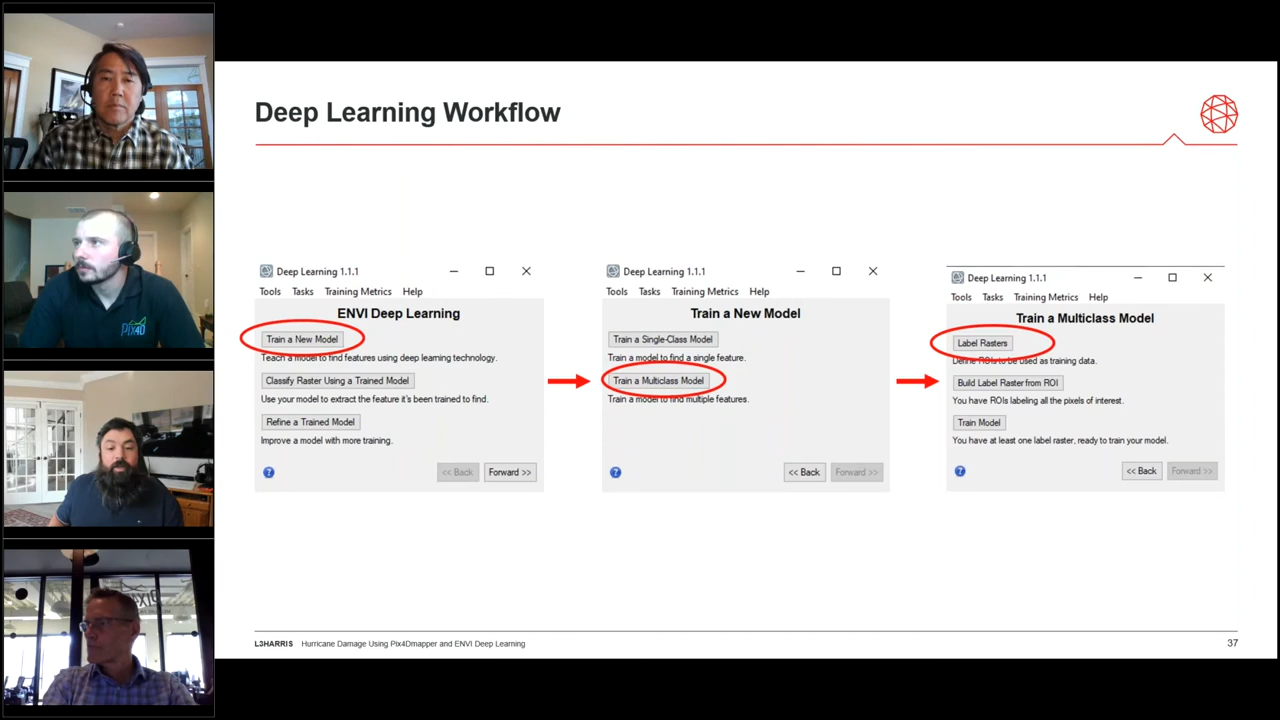 Deep Learning Workflow
Deep Learning 1.1.1
Tools Tasks Training Metrics Help
ENVI Deep Learning
Train a New Model
Teach a model to find features using deep learning technology.
Classify Raster Using a Trained Model
Use your model to extract the feature it's been trained to find.
Refine a Trained Model
Improve a model with more training.
<< Back Forward >>
Deep Learning 1.1.1
Tools Tasks Training Metrics Help
Train a New Model
Train a Single-Class Model
Train a model to find a single feature.
Train a Multiclass Model
Train a model to find multiple features.
<< Back Forward >>
Deep Learning 1.1.1
Tools Tasks Training Metrics Help
Train a Multiclass Model
Label Rasters
Define ROIs to be used as training data.
Build Label Raster from ROI
You have ROIs labeling all the pixels of interest.
Train Model
You have at least one label raster, ready to train your model.
<< Back Forward >>
L3HARRIS Hurricane Damage Using Pix4Dmapper and ENVI Deep Learning
37
PIX4D
PIX4D